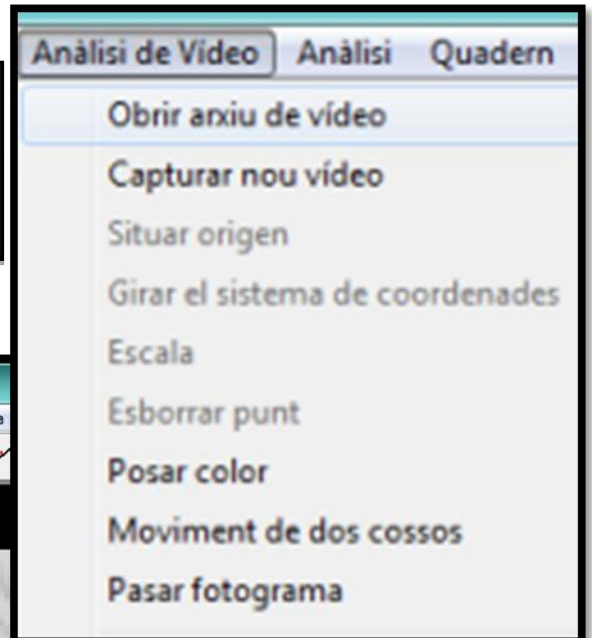 Anàlisi de Vídeo Anàlisi Quadern
Obrir arxiu de vídeo
Capturar nou vídeo
Situar origen
Girar el sistema de coordenades
Escala
Esborrar punt
Posar color
Moviment de dos cossos
Pasar fotograma